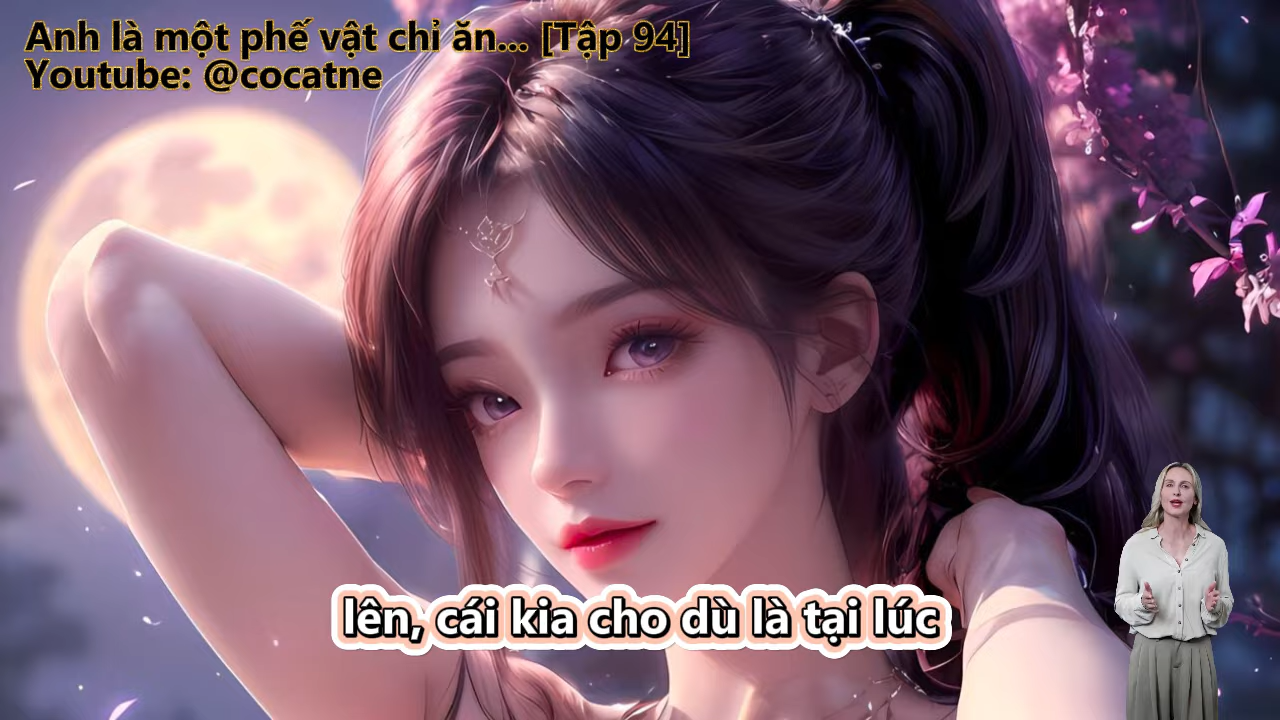 Anh là một phế vật chỉ ăn... [Tập 94]
Youtube: @cocatne
lên, cái kia cho dù là tại lúc